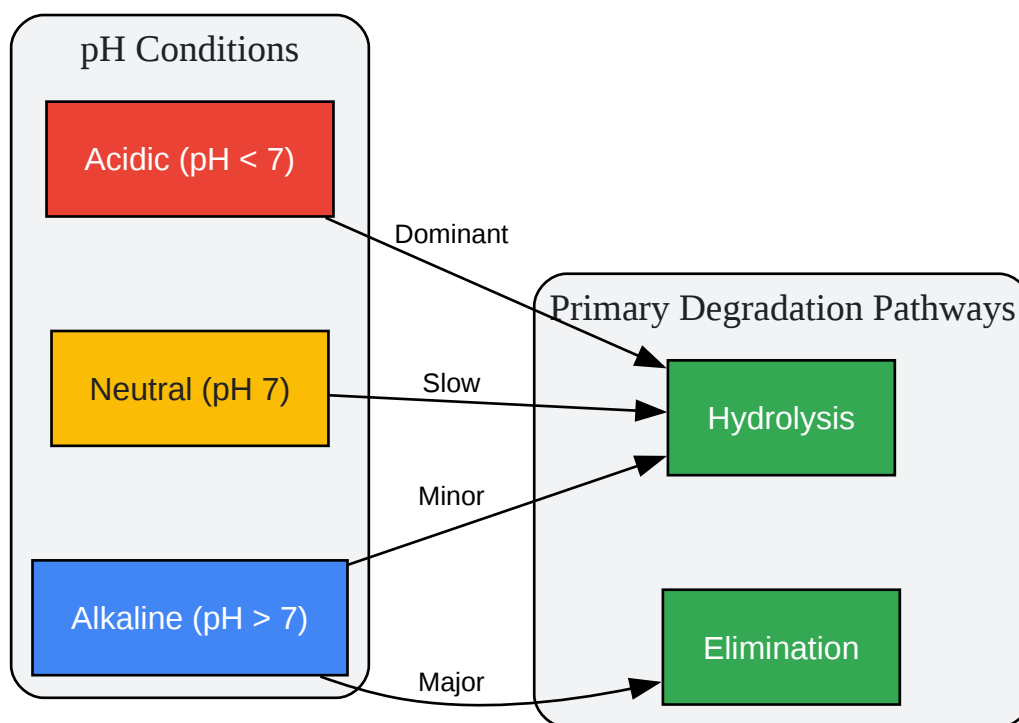 pH Conditions
Acidic (pH < 7)
Dominant
Primary Degradation Pathways
Neutral (pH 7)
Slow
Hydrolysis
Minor
Alkaline (pH > 7)
Elimination
Major